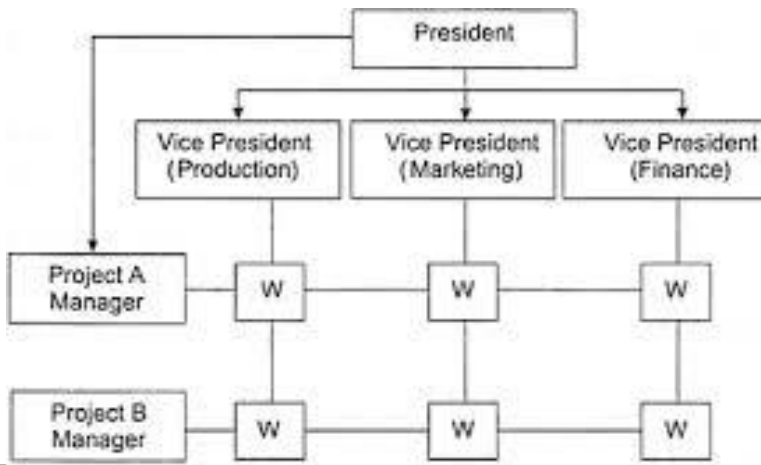 President
Vice President
(Production)
Vice President
(Marketing)
Vice President
(Finance)
Project A
Manager
W
W
W
Project B
Manager
W
W
W